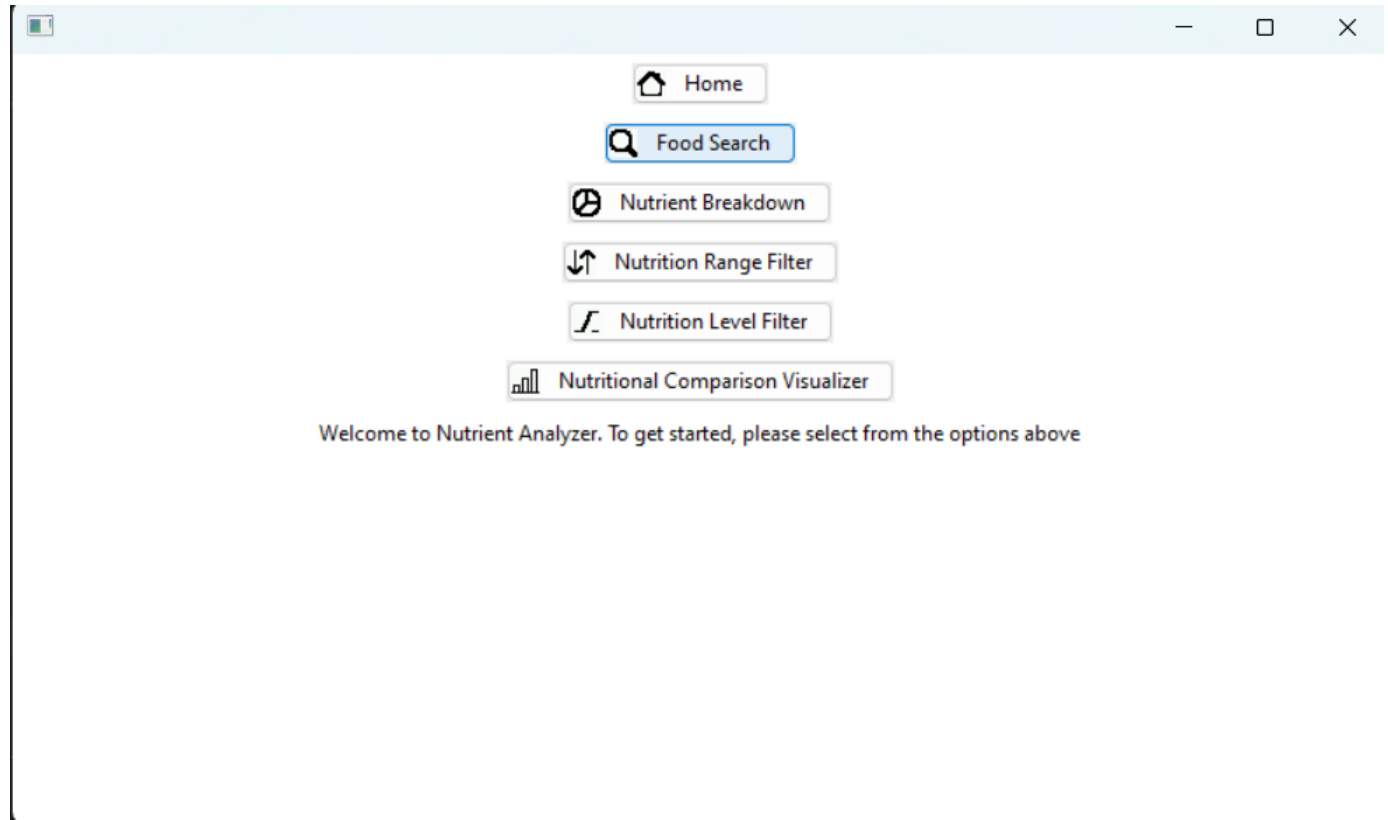 Home
Food Search
Nutrient Breakdown
Nutrition Range Filter
Nutrition Level Filter
Nutritional Comparison Visualizer
Welcome to Nutrient Analyzer. To get started, please select from the options above